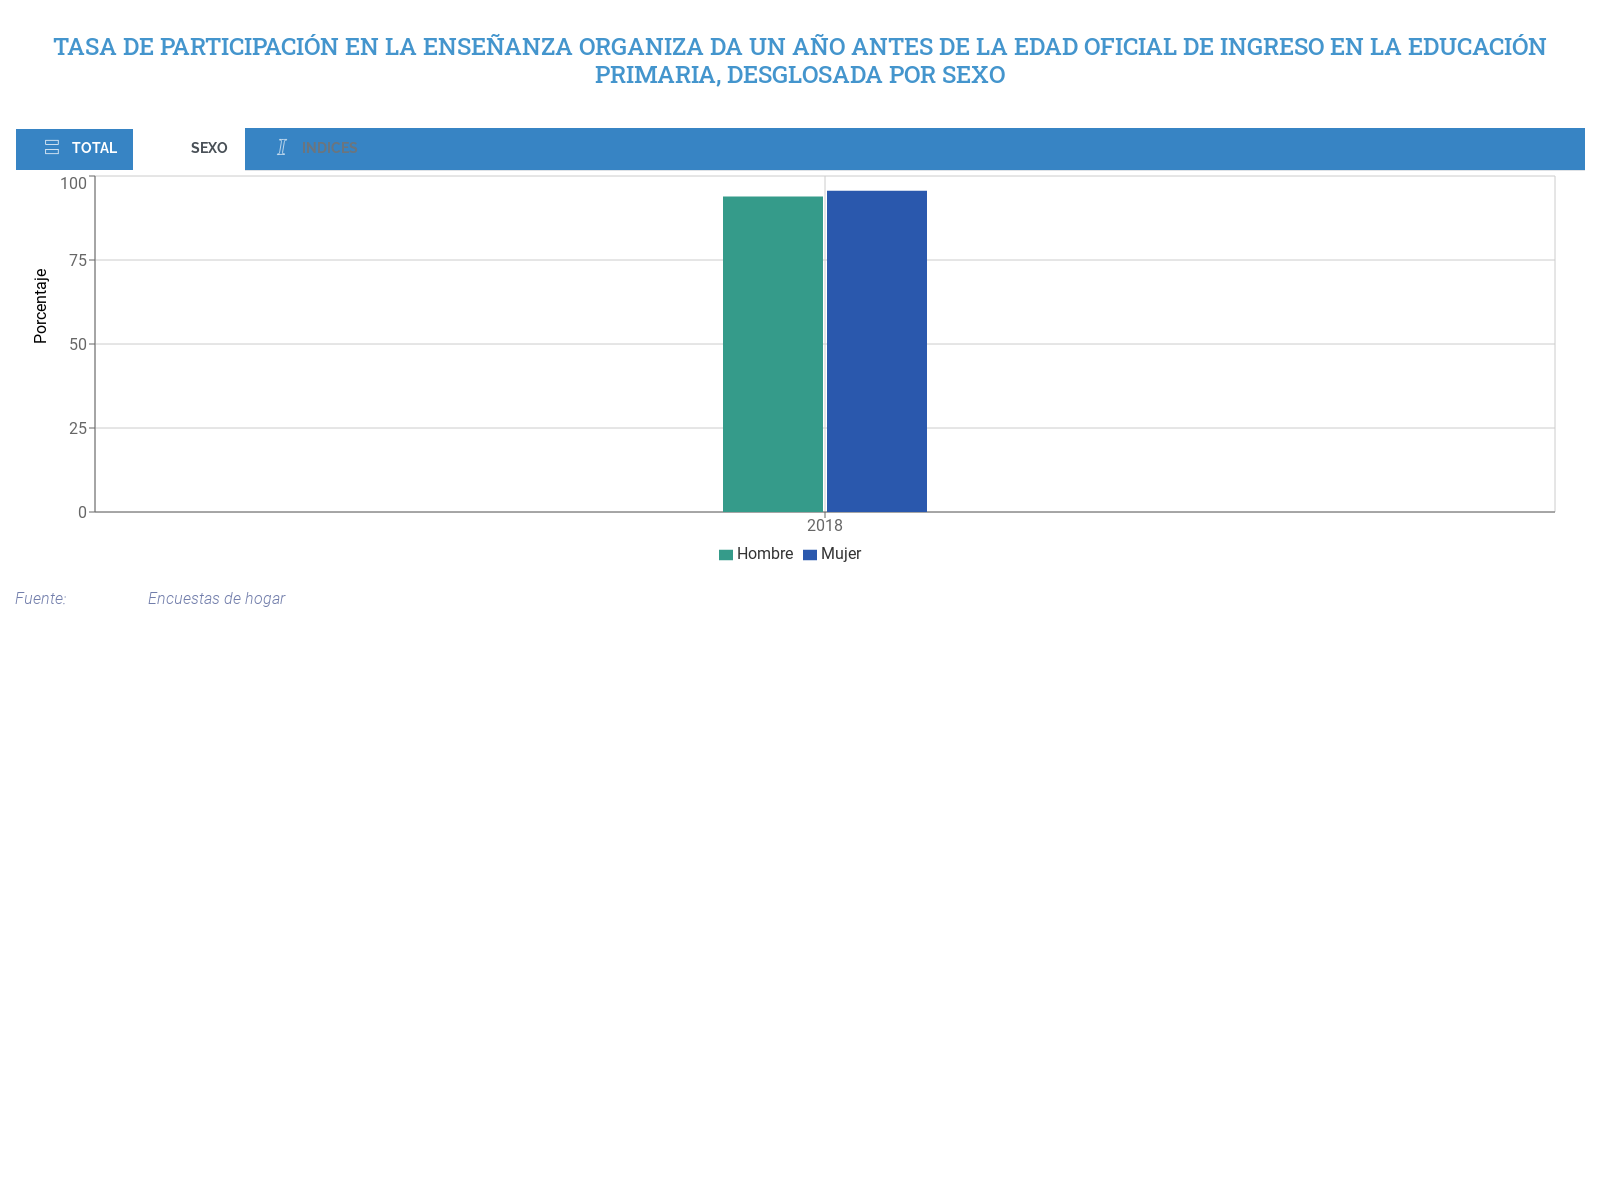 TASA DE PARTICIPACIÓN EN LA ENSEÑANZA ORGANIZA DA UN AÑO ANTES DE LA EDAD OFICIAL DE INGRESO EN LA EDUCACIÓN
PRIMARIA, DESGLOSADA POR SEXO
TOTAL SEXO ÍNDICES
100
75
50
25
0
Porcentaje
2018
Hombre Mujer
Fuente: Encuestas de hogar